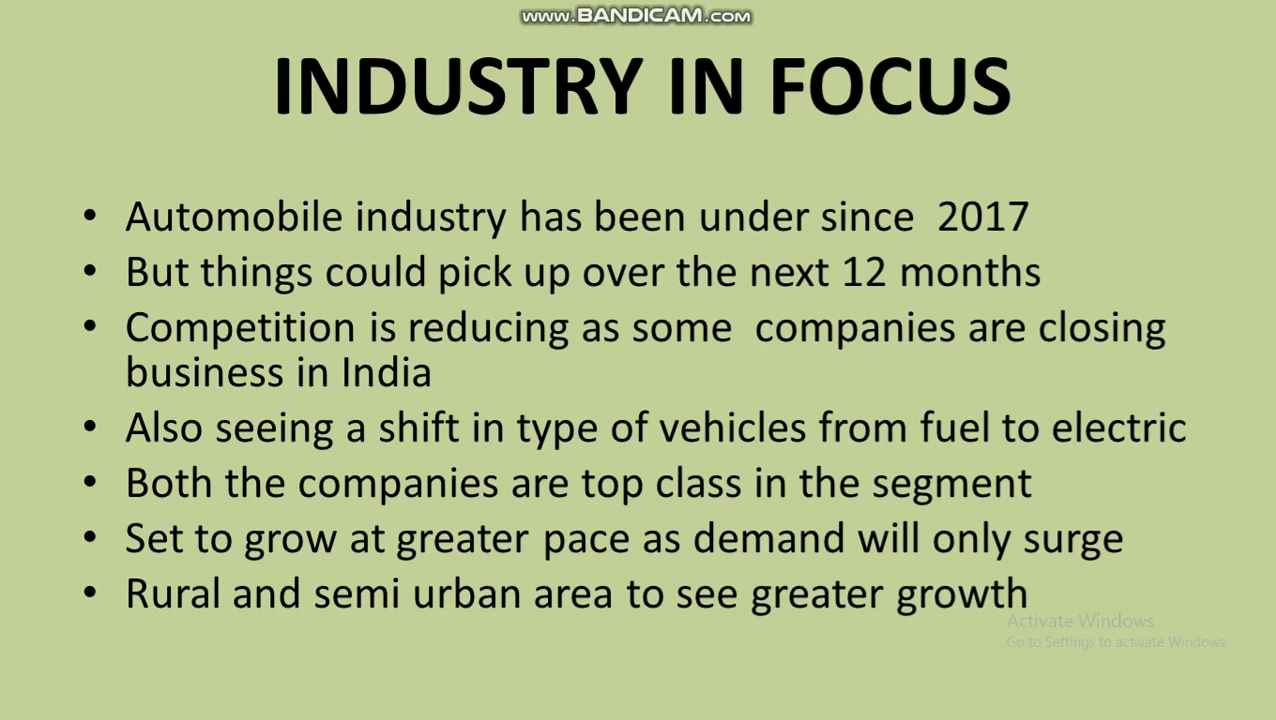 www.BANDICAM.com
INDUSTRY IN FOCUS
• Automobile industry has been under since  2017
• But things could pick up over the next 12 months
• Competition is reducing as some  companies are closing
business in India
• Also seeing a shift in type of vehicles from fuel to electric
• Both the companies are top class in the segment
• Set to grow at greater pace as demand will only surge
• Rural and semi urban area to see greater growth
Activate Windows
Go to Settings to activate Windows.